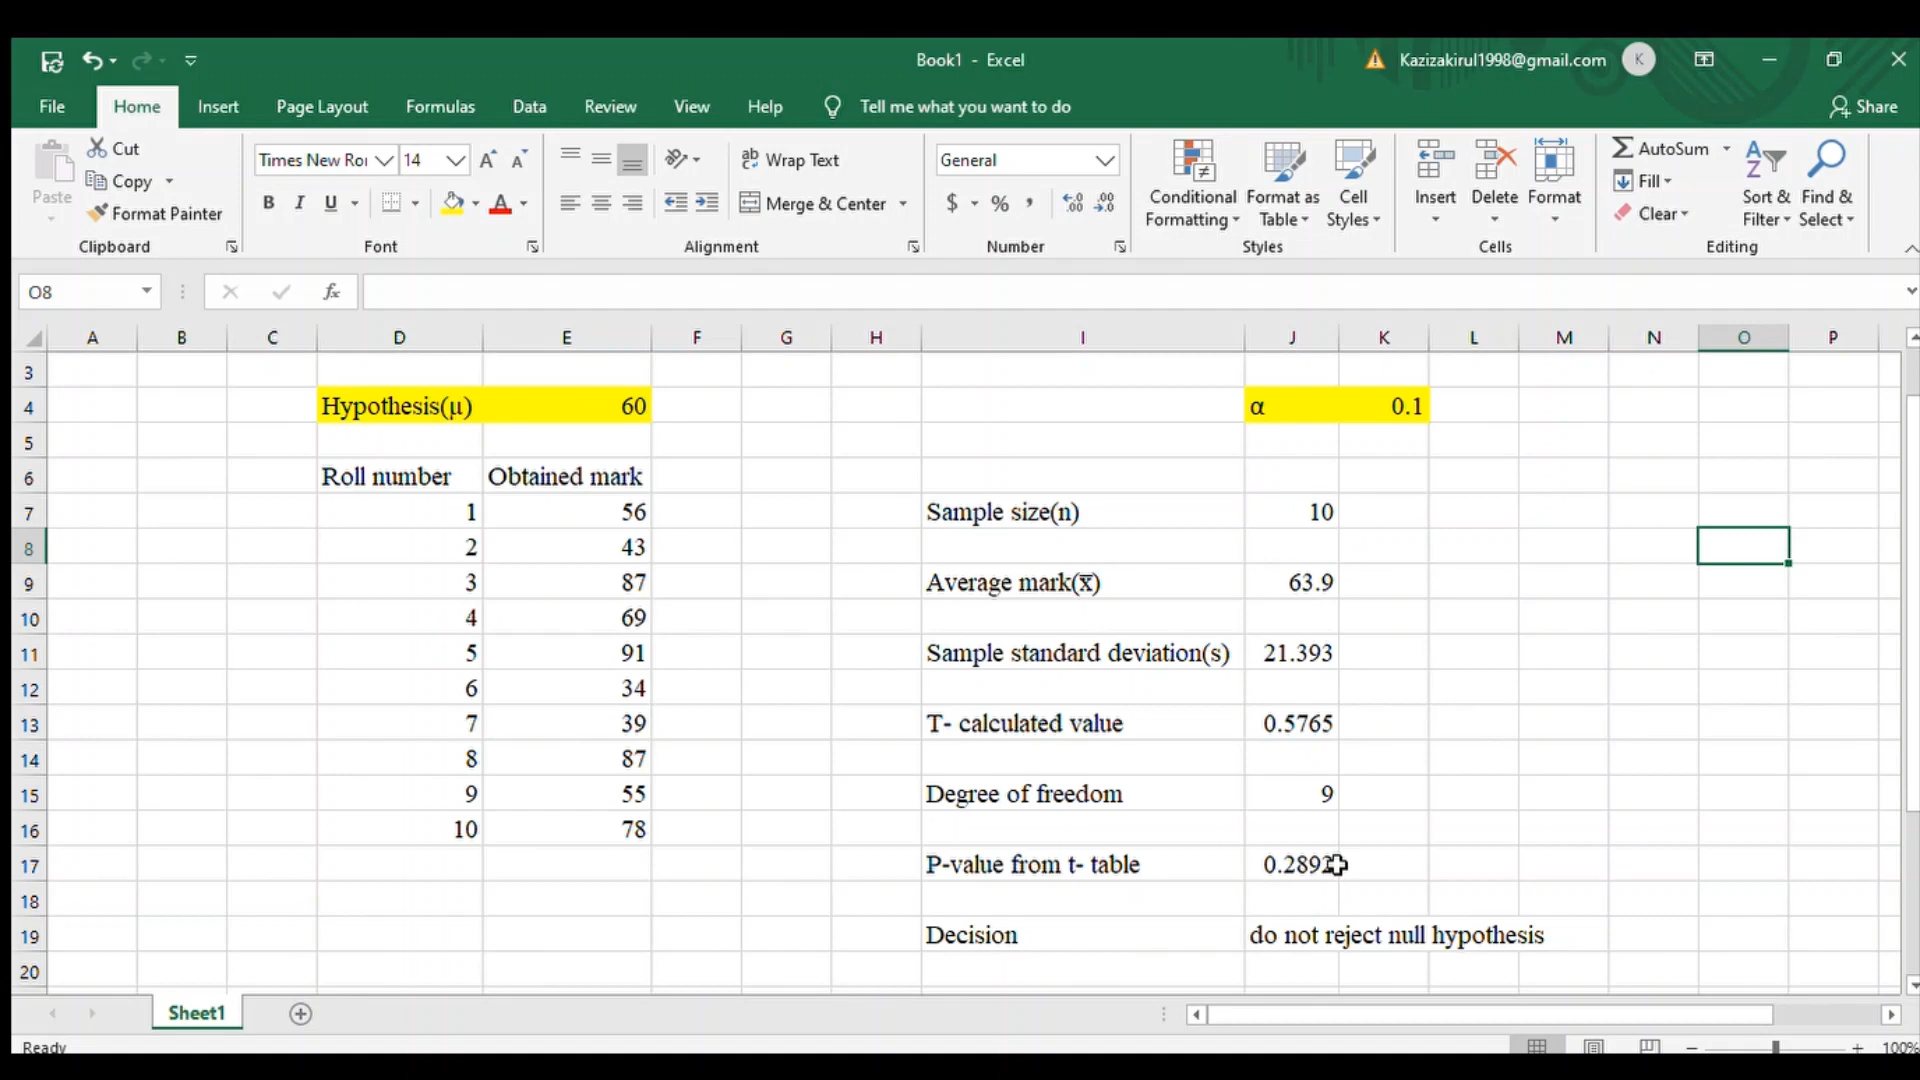 Book1 - Excel
Kazizakirul1998@gmail.com
K
File Home Insert Page Layout Formulas Data Review View Help Tell me what you want to do Share
Paste
Cut
Copy
Format Painter
Clipboard
Times New Ro 14
B I U
Font
Wrap Text
Merge & Center
Alignment
General
$ % ,
Number
Conditional Formatting
Format as Table
Cell Styles
Styles
Insert Delete Format
Cells
AutoSum
Fill
Clear
Sort & Filter
Find & Select
Editing
O8
fx
A B C D E F G H I J K L M N O P
3
4 Hypothesis(μ) 60 α 0.1
5
6 Roll number Obtained mark
7 1 56 Sample size(n) 10
8 2 43
9 3 87 Average mark(x̅) 63.9
10 4 69
11 5 91 Sample standard deviation(s) 21.393
12 6 34
13 7 39 T- calculated value 0.5765
14 8 87
15 9 55 Degree of freedom 9
16 10 78
17 P-value from t- table 0.2892
18
19 Decision do not reject null hypothesis
20
Sheet1
Ready
100%